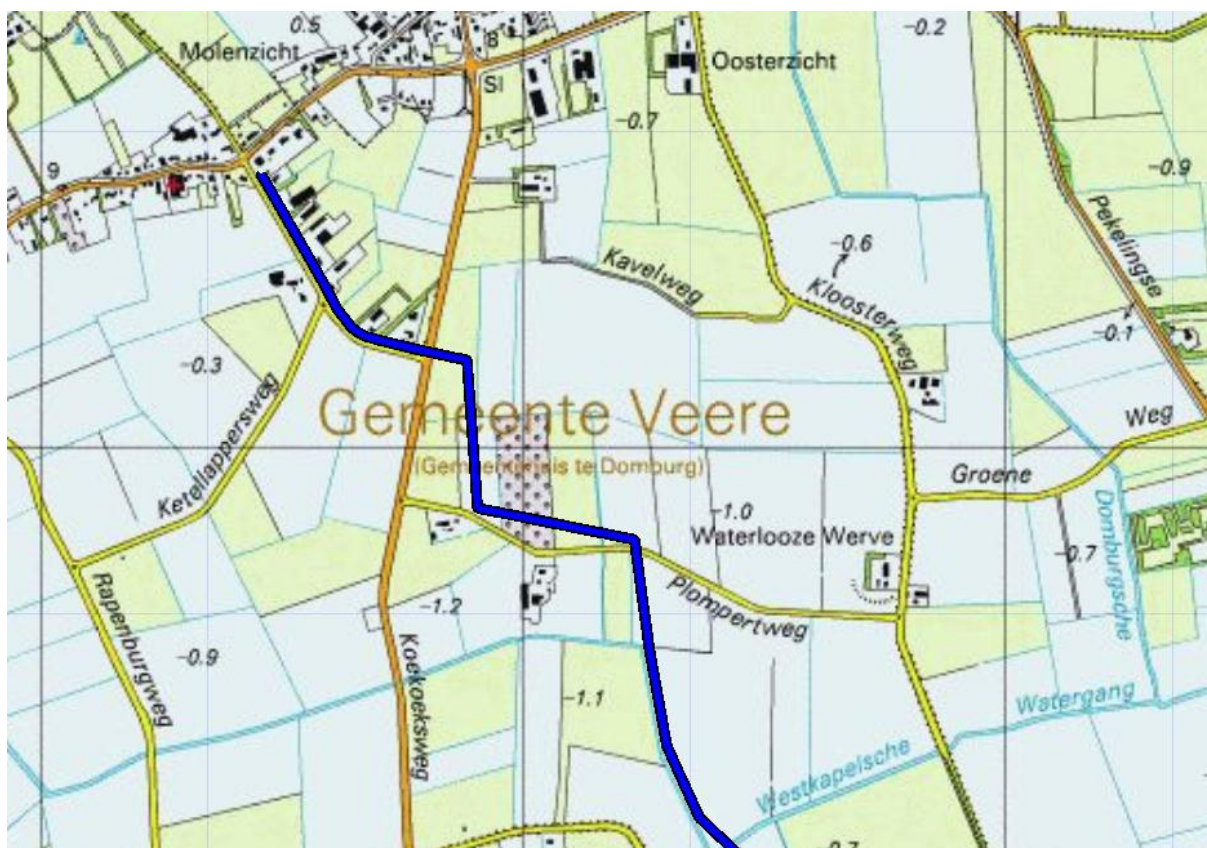 0.5
8
-0.2
Molenzicht
Oosterzicht
SI
-0.7
9
-0.9
Pekelingse
-0.6
Kavelweg
Kloosterweg
-0.1
-0.3
Gemeente Veere
Weg
Ketellappersweg
Groene
-1.0
Waterlooze Werve
-0.7
Domburgsche
Rapenburgweg
-1.2
Plompertweg
Koekoeksweg
-0.9
-1.1
Watergang
Westkapelsche